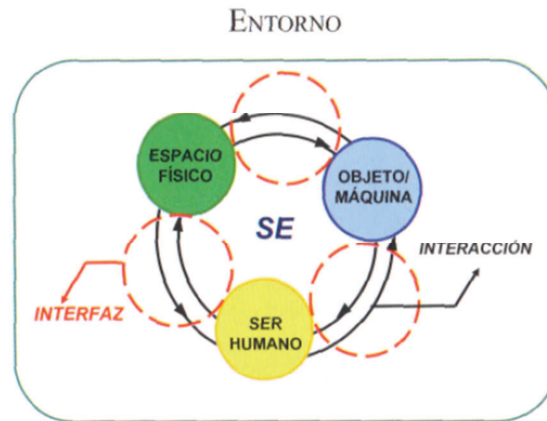 ENTORNO
ESPACIO
FÍSICO
OBJETO/
MÁQUINA
SE
INTERACCIÓN
INTERFAZ
SER
HUMANO